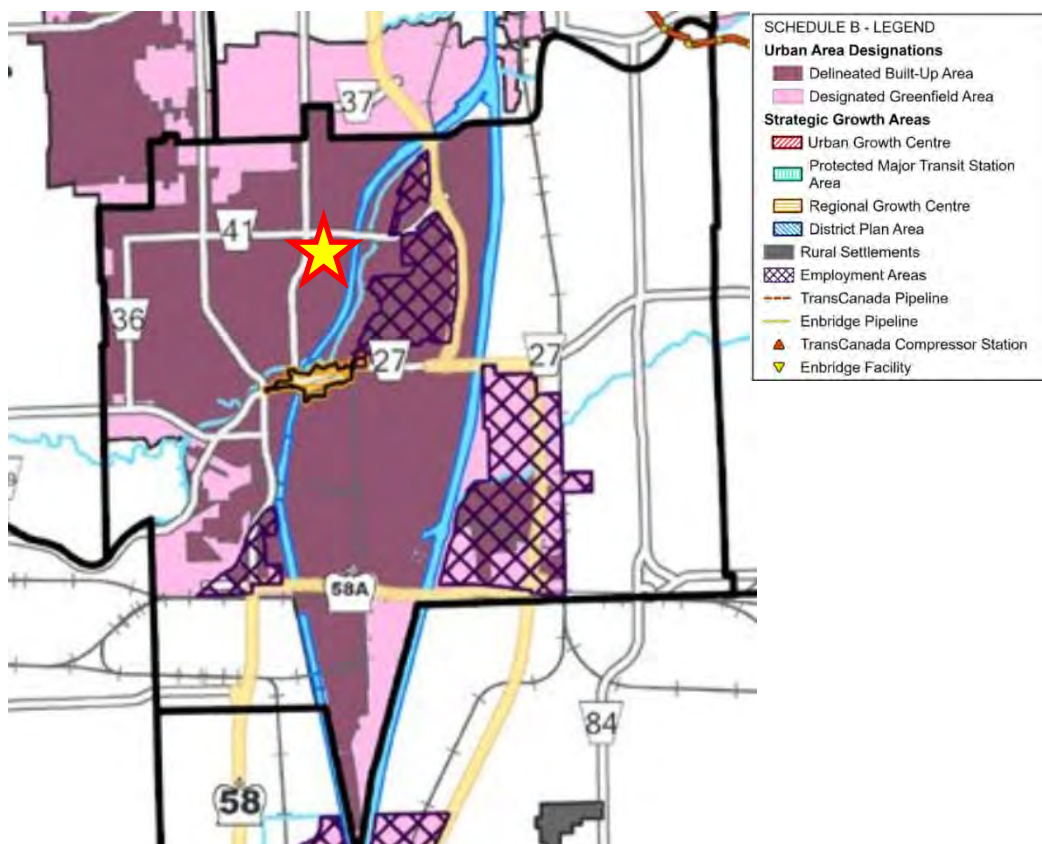 37
41
36
27
27
58A
84
58
SCHEDULE B - LEGEND
Urban Area Designations
Delineated Built-Up Area
Designated Greenfield Area
Strategic Growth Areas
Urban Growth Centre
Protected Major Transit Station
Area
Regional Growth Centre
District Plan Area
Rural Settlements
Employment Areas
TransCanada Pipeline
Enbridge Pipeline
TransCanada Compressor Station
Enbridge Facility